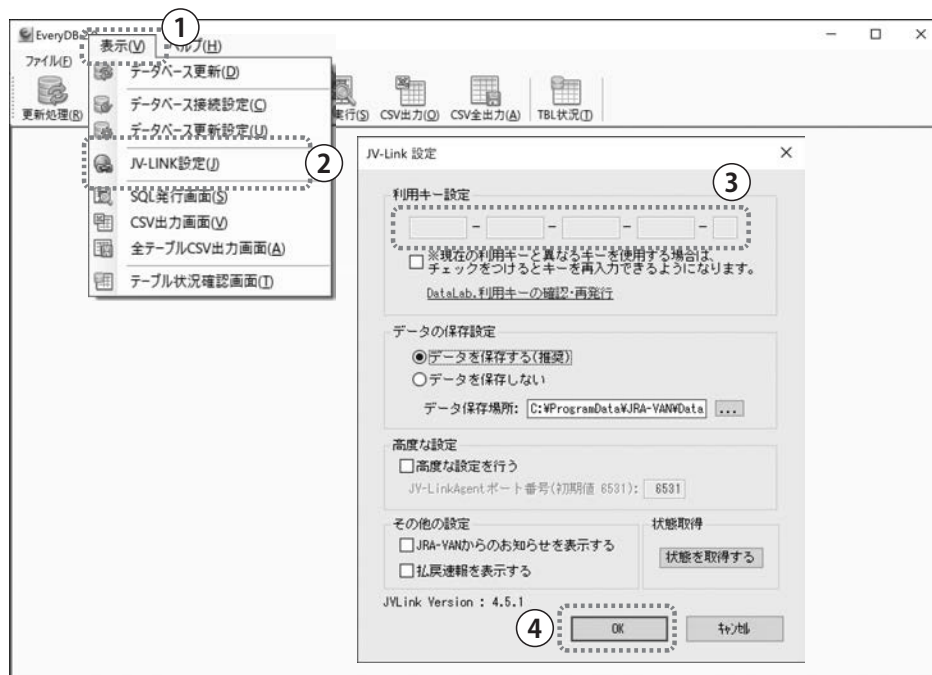 ①
EveryDB2
表示(V)
ヘルプ(H)
ファイル(F)
データベース更新(D)
更新処理(R)
データベース接続設定(C)
実行(S)
CSV出力(O)
CSV全出力(A)
TBL状況(T)
データベース更新設定(U)
JV-LINK設定(J)
②
SQL発行画面(S)
CSV出力画面(V)
全テーブルCSV出力画面(A)
テーブル状況確認画面(T)
JV-Link 設定
③
利用キー設定
- - - -
※現在の利用キーと異なるキーを使用する場合は、
チェックをつけるとキーを再入力できるようになります。
DataLab.利用キーの確認・再発行
データの保存設定
データを保存する(推奨)
データを保存しない
データ保存場所: C:¥ProgramData¥JRA-VAN¥Data ...
高度な設定
高度な設定を行う
JV-LinkAgentポート番号(初期値 6531): 6531
その他の設定
JRA-VANからのお知らせを表示する
払戻速報を表示する
状態取得
状態を取得する
JVLink Version : 4.5.1
④
OK
キャンセル